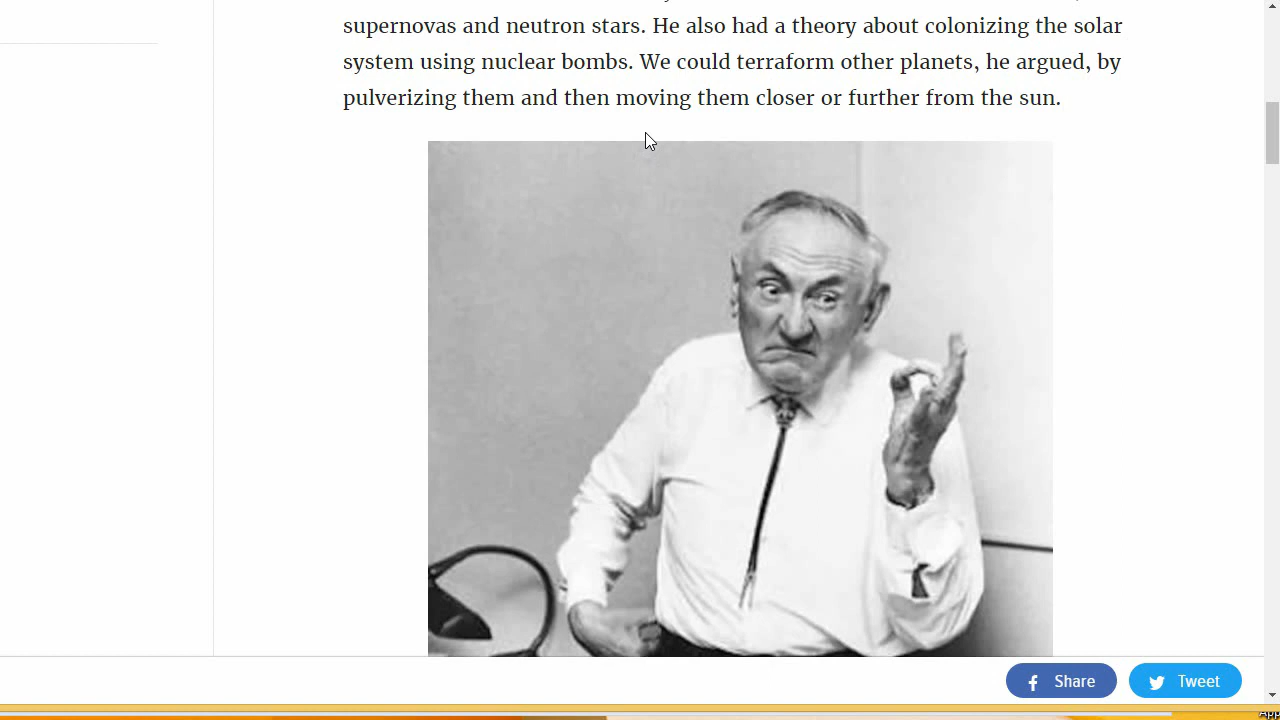 supernovas and neutron stars. He also had a theory about colonizing the solar
system using nuclear bombs. We could terraform other planets, he argued, by
pulverizing them and then moving them closer or further from the sun.
Share
Tweet